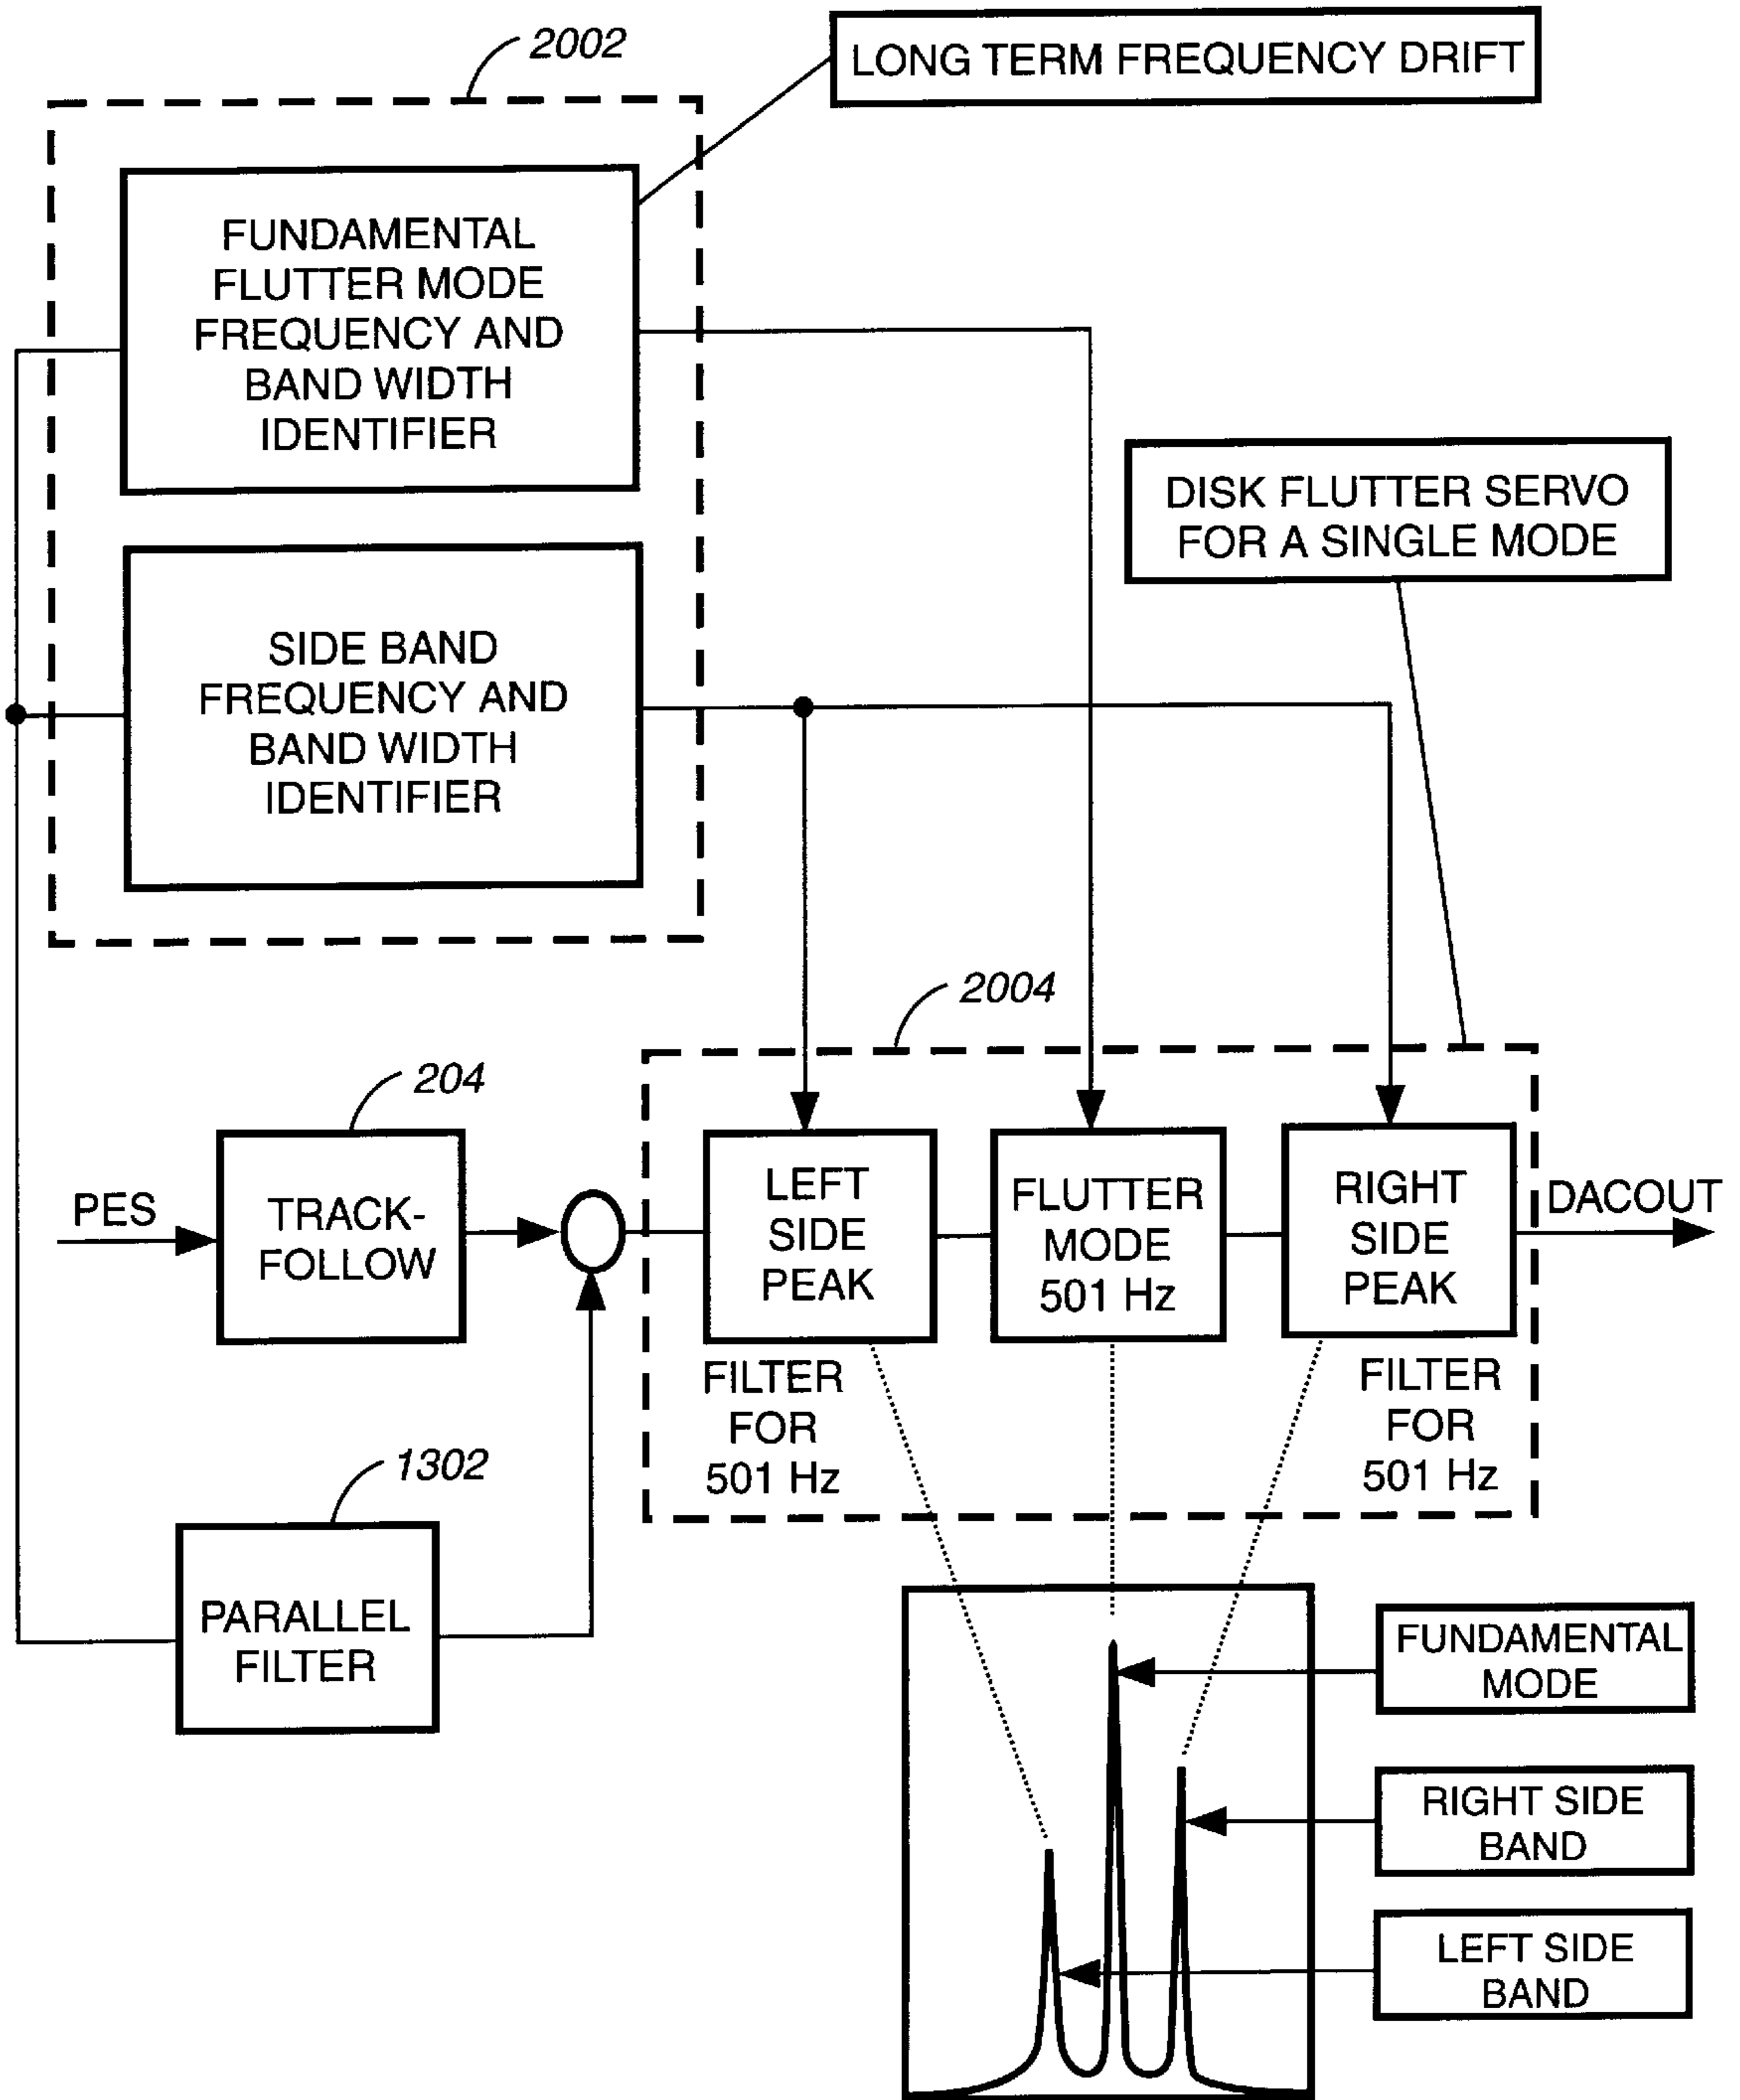 2002
LONG TERM FREQUENCY DRIFT
FUNDAMENTAL
FLUTTER MODE
FREQUENCY AND
BAND WIDTH
IDENTIFIER
DISK FLUTTER SERVO
FOR A SINGLE MODE
SIDE BAND
FREQUENCY AND
BAND WIDTH
IDENTIFIER
2004
204
PES
TRACK-
FOLLOW
LEFT
SIDE
PEAK
FLUTTER
MODE
501 Hz
RIGHT
SIDE
PEAK
DACOUT
FILTER
FOR
501 Hz
FILTER
FOR
501 Hz
1302
PARALLEL
FILTER
FUNDAMENTAL
MODE
RIGHT SIDE
BAND
LEFT SIDE
BAND